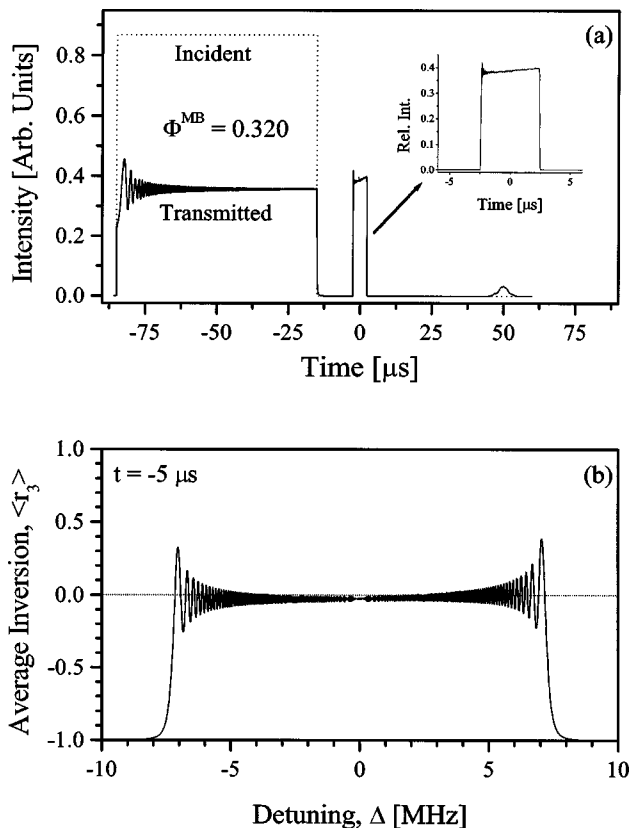 (a)
Incident
Φ^MB = 0.320
Transmitted
Intensity [Arb. Units]
0.8
0.6
0.4
0.2
0.0
-75 -50 -25 0 25 50 75
Time [μs]
Rel. Int.
0.4
0.3
0.2
0.1
0.0
-5 0 5
Time [μs]
(b)
t = -5 μs
Average Inversion, <r₃>
1.0
0.5
0.0
-0.5
-1.0
-10 -5 0 5 10
Detuning, Δ [MHz]